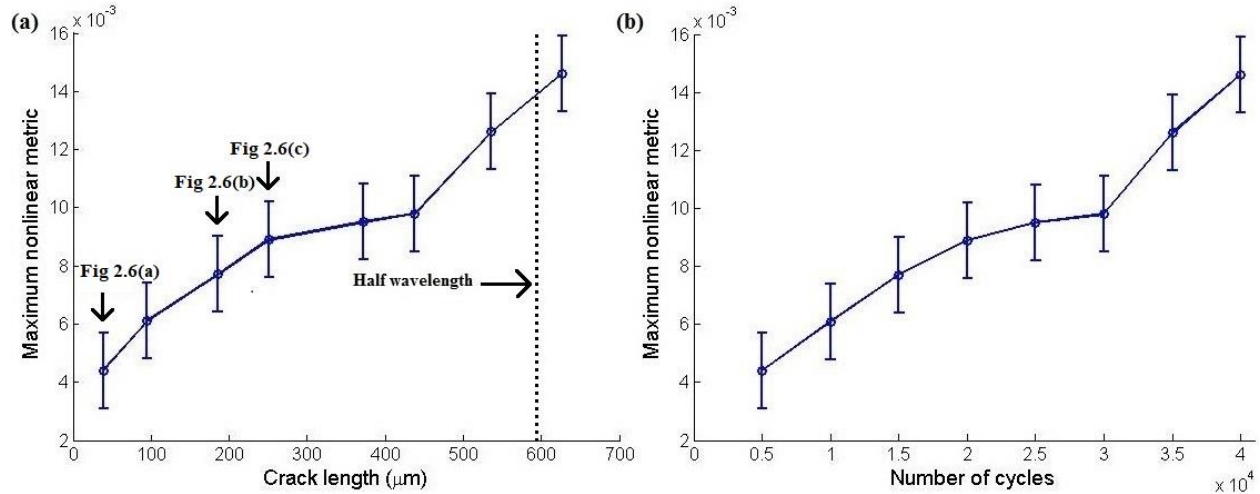 (a)
× 10⁻³
16
14
12
10
8
6
4
2
Maximum nonlinear metric
Fig 2.6(c)
Fig 2.6(b)
Fig 2.6(a)
Half wavelength
0 100 200 300 400 500 600 700
Crack length (μm)
(b)
× 10⁻³
16
14
12
10
8
6
4
2
Maximum nonlinear metric
0 0.5 1 1.5 2 2.5 3 3.5 4
Number of cycles
× 10⁴